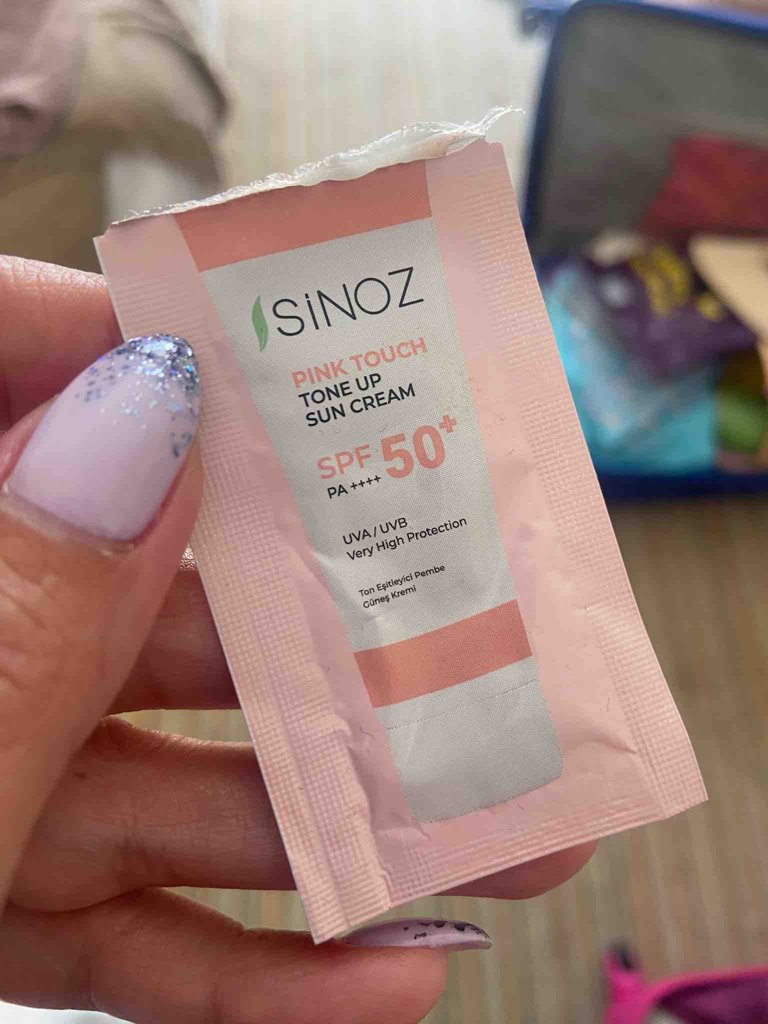 SiNOZ
PINK TOUCH
TONE UP
SUN CREAM
SPF 50+
PA ++++
UVA / UVB
Very High Protection
Ton Eşitleyici Pembe
Güneş Kremi